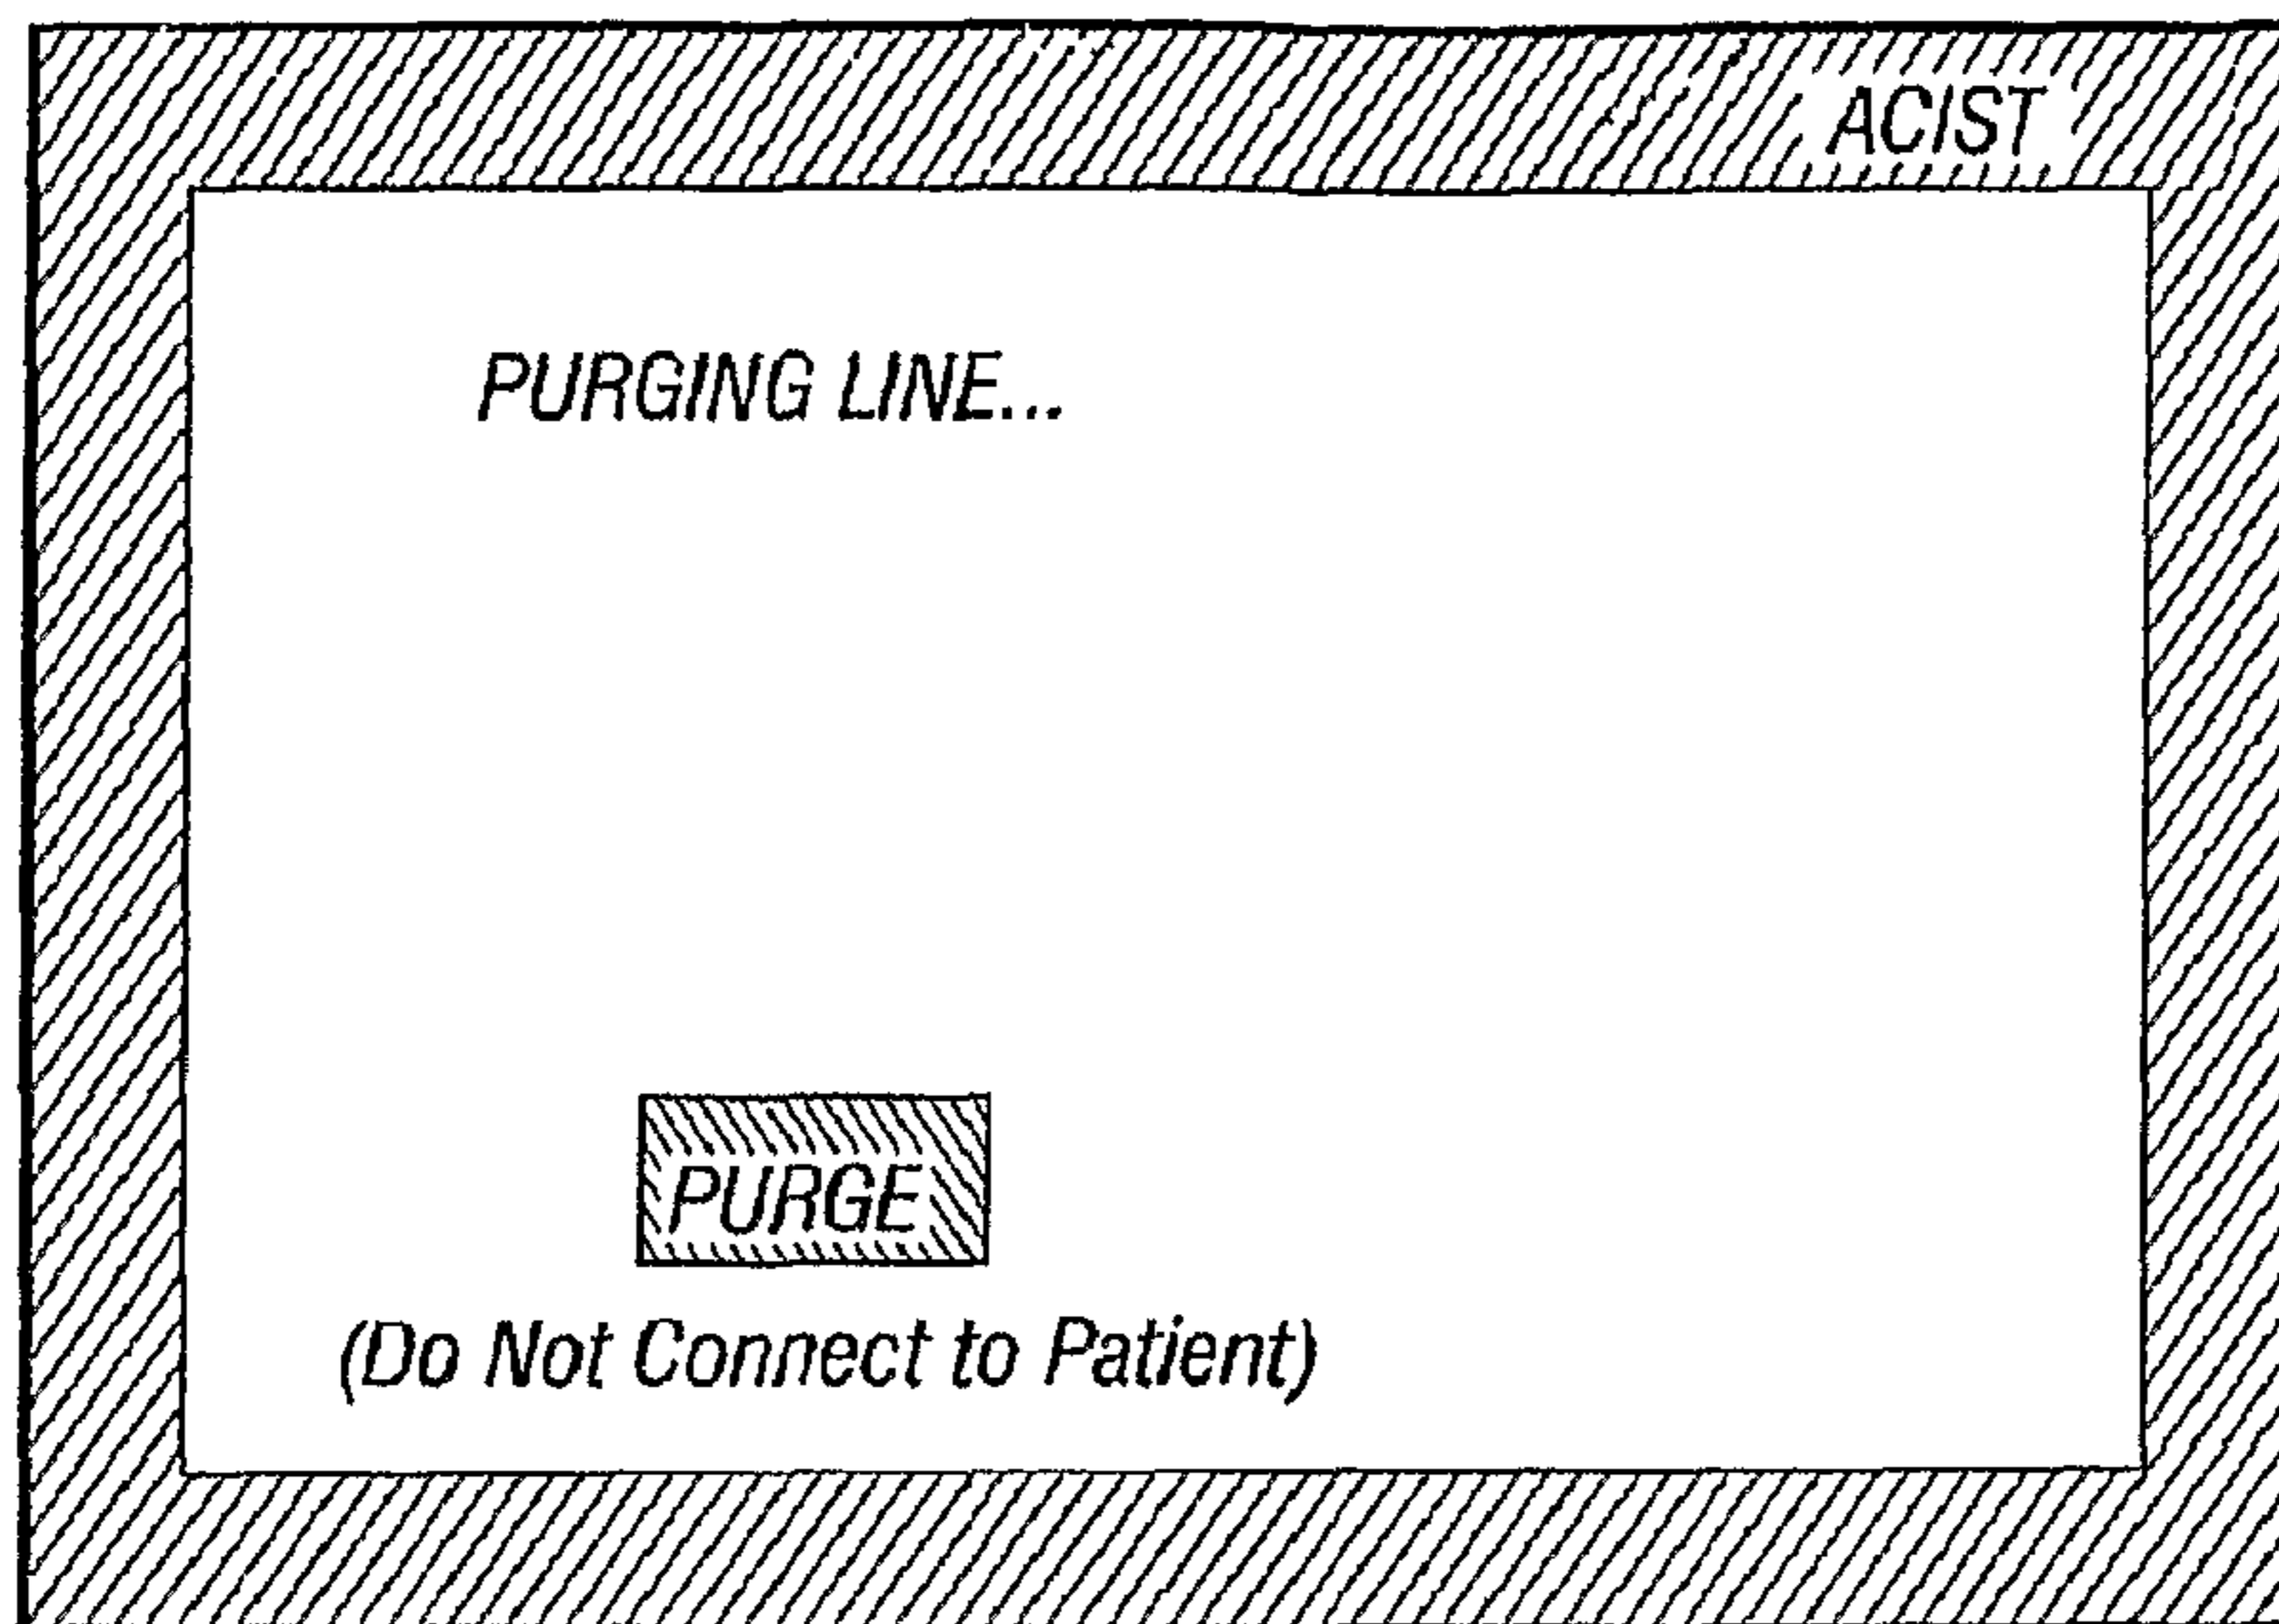 ACIST
PURGING LINE...
PURGE
(Do Not Connect to Patient)